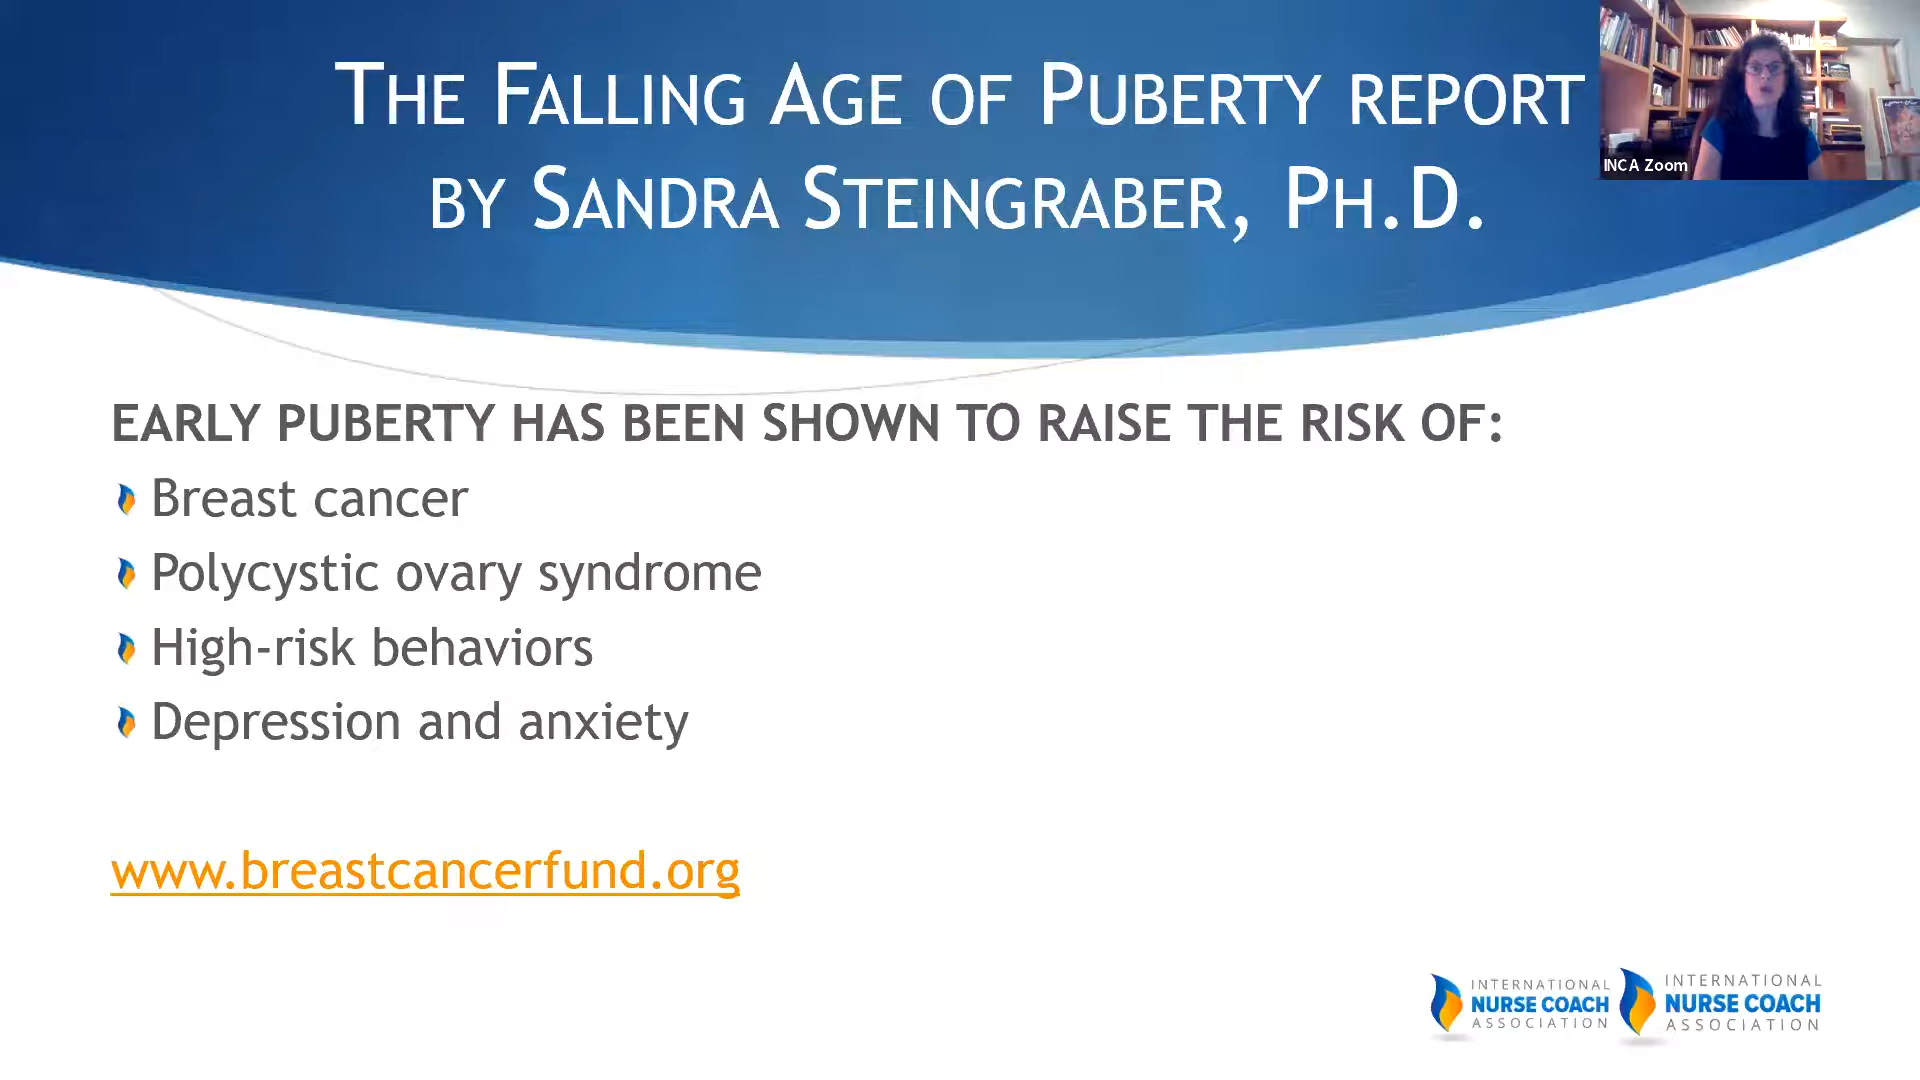 THE FALLING AGE OF PUBERTY REPORT
BY SANDRA STEINGRABER, PH.D.
INCA Zoom
EARLY PUBERTY HAS BEEN SHOWN TO RAISE THE RISK OF:
Breast cancer
Polycystic ovary syndrome
High-risk behaviors
Depression and anxiety
www.breastcancerfund.org
INTERNATIONAL
NURSE COACH
ASSOCIATION
INTERNATIONAL
NURSE COACH
ASSOCIATION